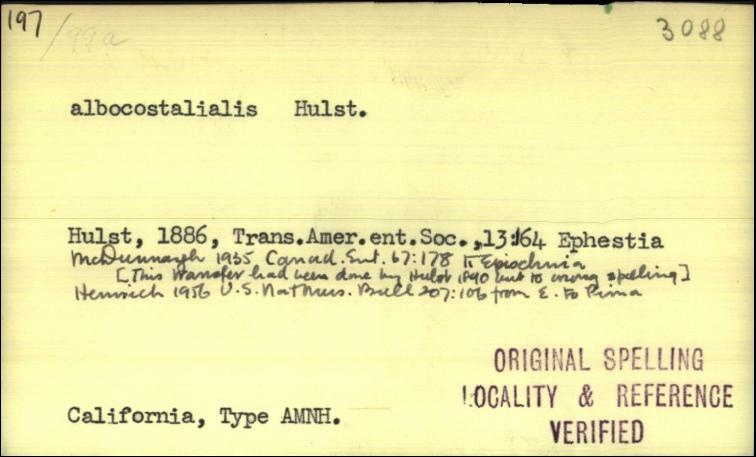 197
/99a
3088
albocostalialis Hulst.
Hulst, 1886, Trans.Amer.ent.Soc.,13:164 Ephestia
McDunnough 1935 Canad. Ent. 67:178 to Epischnia
[This transfer had been done by Hulst 1890 but to wrong spelling]
Heinrich 1956 U.S. Nat Mus. Bull 207:106 from E. to Pima
ORIGINAL SPELLING
LOCALITY & REFERENCE
VERIFIED
California, Type AMNH.